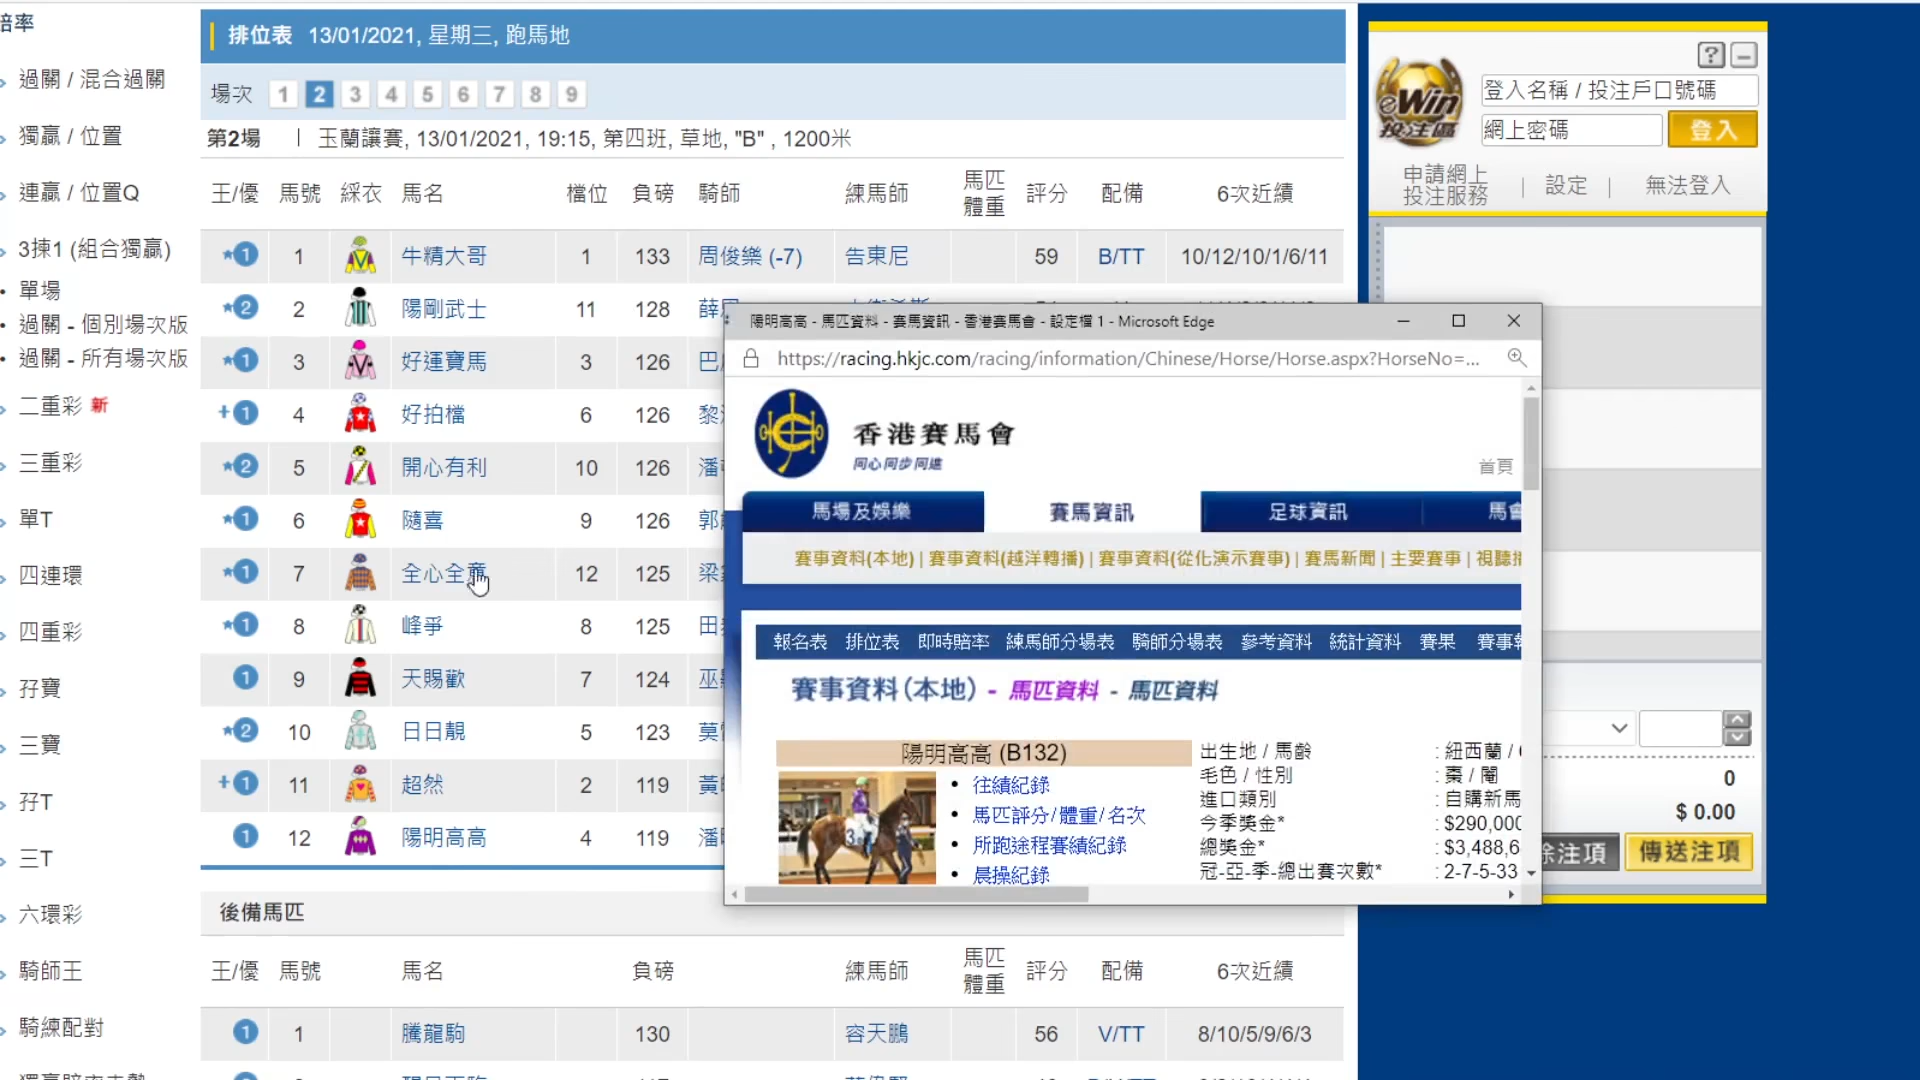 賠率
過關 / 混合過關
獨贏 / 位置
連贏 / 位置Q
3揀1 (組合獨贏)
單場
過關 - 個別場次版
過關 - 所有場次版
二重彩 新
三重彩
單T
四連環
四重彩
孖寶
三寶
孖T
三T
六環彩
騎師王
騎練配對
排位表 13/01/2021, 星期三, 跑馬地
場次 1 2 3 4 5 6 7 8 9
第2場 | 玉蘭讓賽, 13/01/2021, 19:15, 第四班, 草地, "B" , 1200米
王/優 馬號 綵衣 馬名 檔位 負磅 騎師 練馬師 馬匹體重 評分 配備 6次近績
★1 1 牛精大哥 1 133 周俊樂 (-7) 告東尼 59 B/TT 10/12/10/1/6/11
★2 2 陽剛武士 11 128 薛
★1 3 好運寶馬 3 126 巴
+1 4 好拍檔 6 126 黎
★2 5 開心有利 10 126 潘
★1 6 隨喜 9 126 郭
★1 7 全心全意 12 125 梁
★1 8 峰爭 8 125 田
1 9 天賜歡 7 124 巫
★2 10 日日靚 5 123 莫
+1 11 超然 2 119 黃
1 12 陽明高高 4 119 潘
後備馬匹
王/優 馬號 馬名 負磅 練馬師 馬匹體重 評分 配備 6次近績
1 1 騰龍駒 130 容天鵬 56 V/TT 8/10/5/9/6/3
陽明高高 - 馬匹資料 - 賽馬資訊 - 香港賽馬會 - 設定檔 1 - Microsoft Edge
https://racing.hkjc.com/racing/information/Chinese/Horse/Horse.aspx?HorseNo=...
香港賽馬會
同心同步同進
首頁
馬場及娛樂 賽馬資訊 足球資訊 馬會
賽事資料(本地) | 賽事資料(越洋轉播) | 賽事資料(從化演示賽事) | 賽馬新聞 | 主要賽事 | 視聽播
報名表 排位表 即時賠率 練馬師分場表 騎師分場表 參考資料 統計資料 賽果 賽事報
賽事資料(本地) - 馬匹資料 - 馬匹資料
陽明高高 (B132)
往績紀錄
馬匹評分/體重/名次
所跑途程賽績紀錄
晨操紀錄
出生地 / 馬齡 : 紐西蘭 /
毛色 / 性別 : 棗 / 閹
進口類別 : 自購新馬
今季獎金* : $290,000
總獎金* : $3,488,6
冠-亞-季-總出賽次數* : 2-7-5-33
eWin
投注區
? –
登入名稱 / 投注戶口號碼
網上密碼
登入
申請網上投注服務 | 設定 | 無法登入
0
$ 0.00
除注項 傳送注項